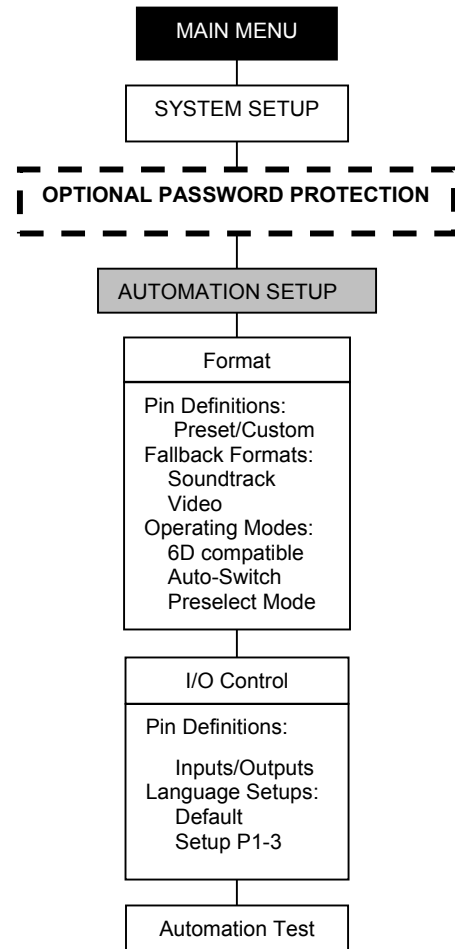 MAIN MENU
SYSTEM SETUP
OPTIONAL PASSWORD PROTECTION
AUTOMATION SETUP
Format
Pin Definitions:
Preset/Custom
Fallback Formats:
Soundtrack
Video
Operating Modes:
6D compatible
Auto-Switch
Preselect Mode
I/O Control
Pin Definitions:
Inputs/Outputs
Language Setups:
Default
Setup P1-3
Automation Test